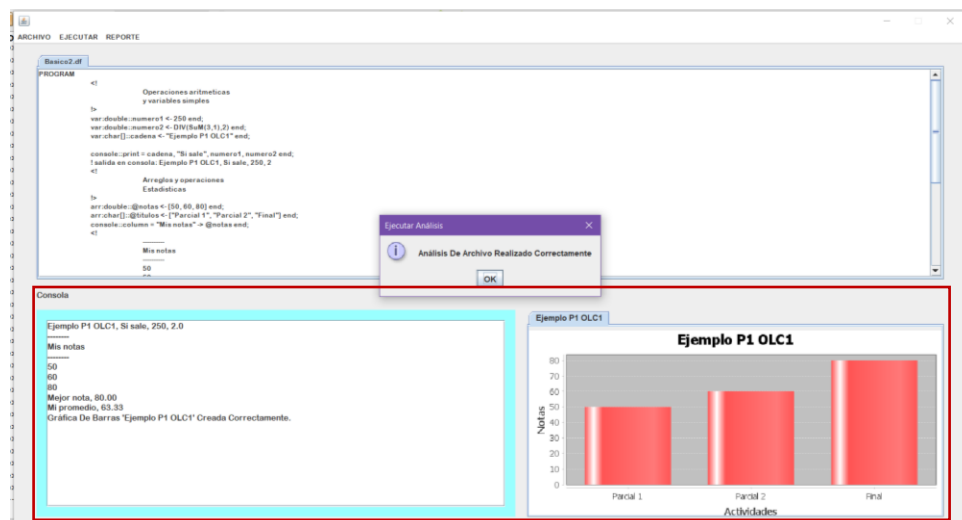 ARCHIVO EJECUTAR REPORTE
Basico2.df
PROGRAM
<!
Operaciones aritmeticas
y variables simples
!>
var:double::numero1 <- 250 end;
var:double::numero2 <- DIV(SuM(3,1),2) end;
var:char[]::cadena <- "Ejemplo P1 OLC1" end;
console::print = cadena, "Si sale", numero1, numero2 end;
! salida en consola: Ejemplo P1 OLC1, Si sale, 250, 2
<!
Arreglos y operaciones
Estadisticas
!>
arr:double::@notas <- [50, 60, 80] end;
arr:char[]::@titulos <- ["Parcial 1", "Parcial 2", "Final"] end;
console::column = "Mis notas" -> @notas end;
<!
--------
Mis notas
--------
50
Ejecutar Análisis
Análisis De Archivo Realizado Correctamente
OK
Consola
Ejemplo P1 OLC1, Si sale, 250, 2.0
--------
Mis notas
--------
50
60
80
Mejor nota, 80.00
Mi promedio, 63.33
Gráfica De Barras 'Ejemplo P1 OLC1' Creada Correctamente.
Ejemplo P1 OLC1
Ejemplo P1 OLC1
Notas
80
70
60
50
40
30
20
10
0
Parcial 1 Parcial 2 Final
Actividades